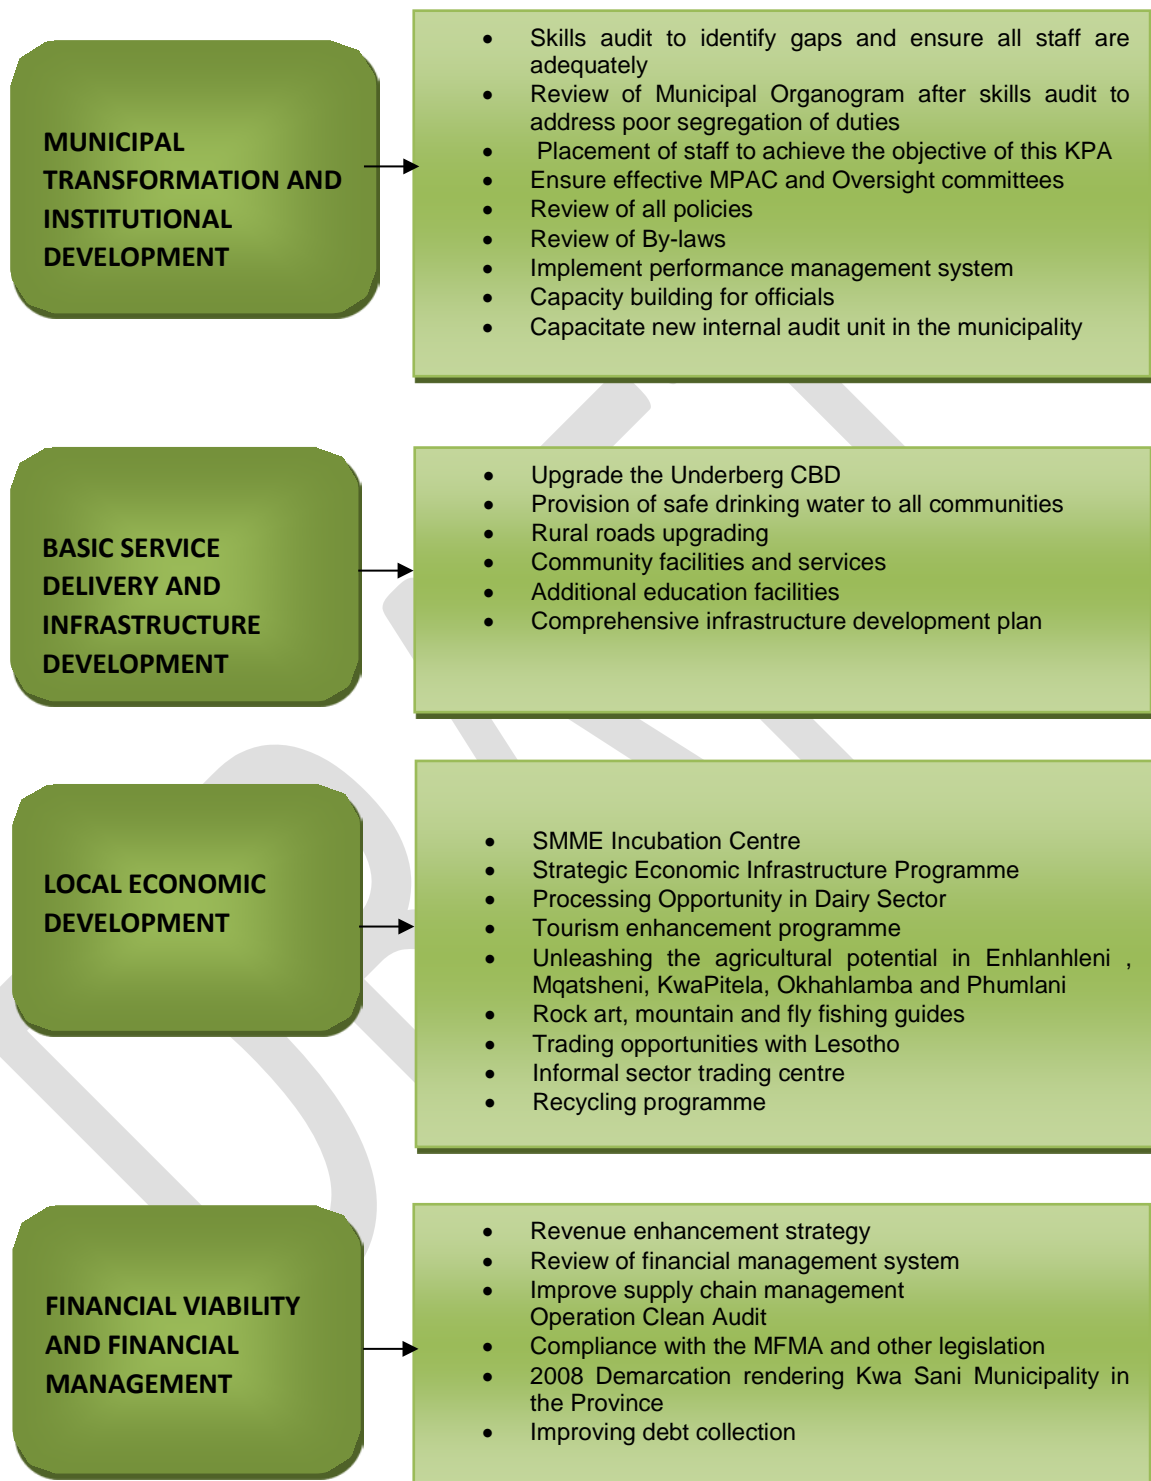 MUNICIPAL
TRANSFORMATION AND
INSTITUTIONAL
DEVELOPMENT
• Skills audit to identify gaps and ensure all staff are
adequately
• Review of Municipal Organogram after skills audit to
address poor segregation of duties
• Placement of staff to achieve the objective of this KPA
• Ensure effective MPAC and Oversight committees
• Review of all policies
• Review of By-laws
• Implement performance management system
• Capacity building for officials
• Capacitate new internal audit unit in the municipality
BASIC SERVICE
DELIVERY AND
INFRASTRUCTURE
DEVELOPMENT
• Upgrade the Underberg CBD
• Provision of safe drinking water to all communities
• Rural roads upgrading
• Community facilities and services
• Additional education facilities
• Comprehensive infrastructure development plan
LOCAL ECONOMIC
DEVELOPMENT
• SMME Incubation Centre
• Strategic Economic Infrastructure Programme
• Processing Opportunity in Dairy Sector
• Tourism enhancement programme
• Unleashing the agricultural potential in Enhlanhleni ,
Mqatsheni, KwaPitela, Okhahlamba and Phumlani
• Rock art, mountain and fly fishing guides
• Trading opportunities with Lesotho
• Informal sector trading centre
• Recycling programme
FINANCIAL VIABILITY
AND FINANCIAL
MANAGEMENT
• Revenue enhancement strategy
• Review of financial management system
• Improve supply chain management
Operation Clean Audit
• Compliance with the MFMA and other legislation
• 2008 Demarcation rendering Kwa Sani Municipality in
the Province
• Improving debt collection